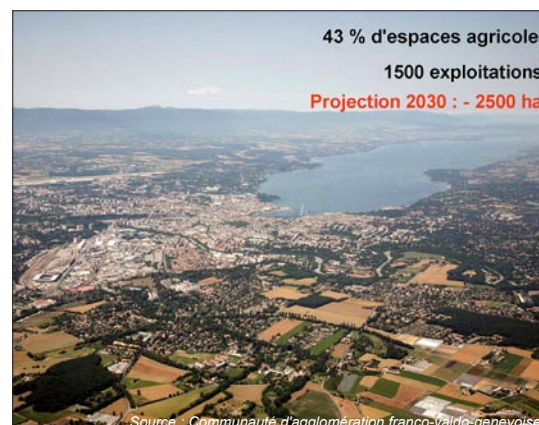 43 % d'espaces agricole
1500 exploitations
Projection 2030 : - 2500 ha
Source : Communauté d'agglomération franco-valdo-genevoise